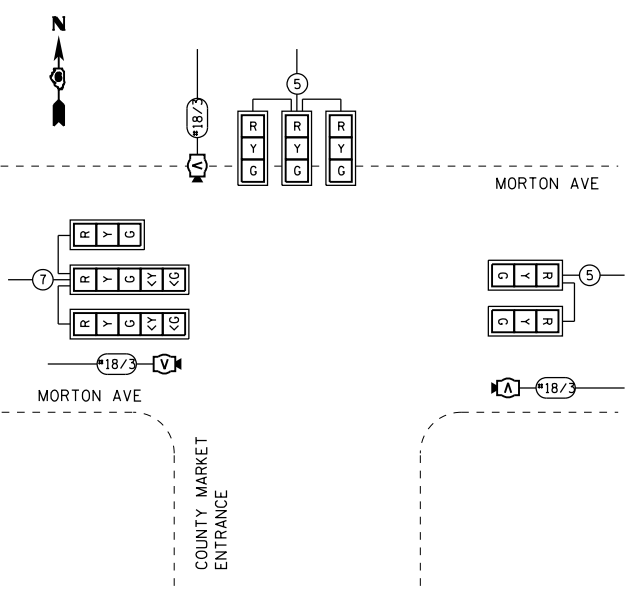 N
5
#18/3
V
R R R
Y Y Y
G G G
MORTON AVE
R Y G
7
R Y G <Y <G
R Y G <Y <G
G Y R
5
G Y R
#18/3
V
V
#18/3
MORTON AVE
COUNTY MARKET
ENTRANCE